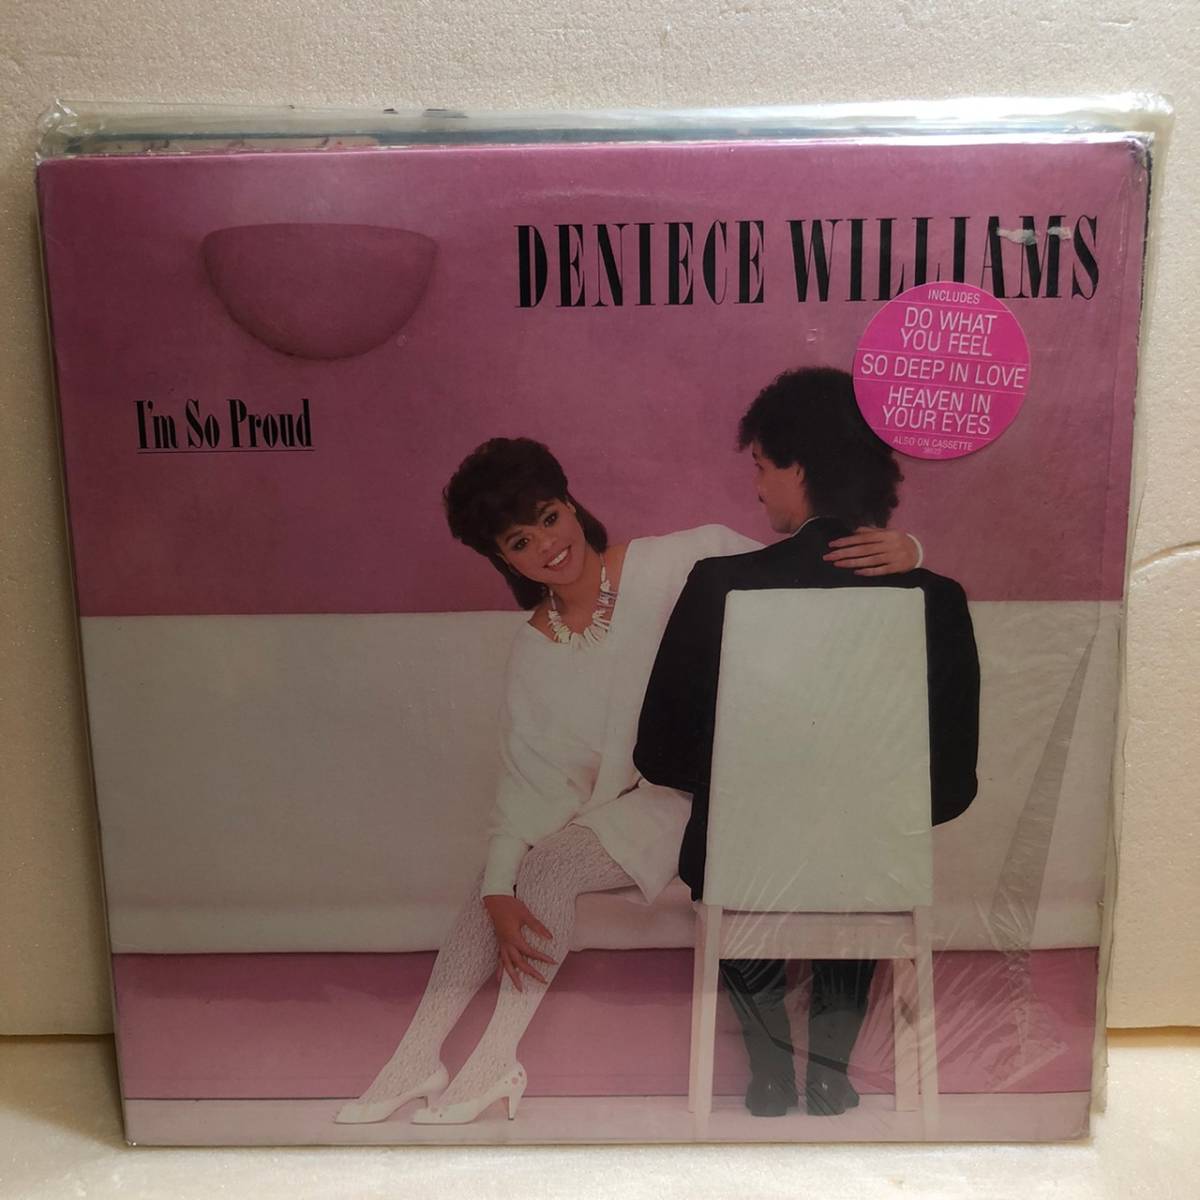 DENIECE WILLIAMS
I'm So Proud
INCLUDES
DO WHAT
YOU FEEL
SO DEEP IN LOVE
HEAVEN IN
YOUR EYES
ALSO ON CASSETTE